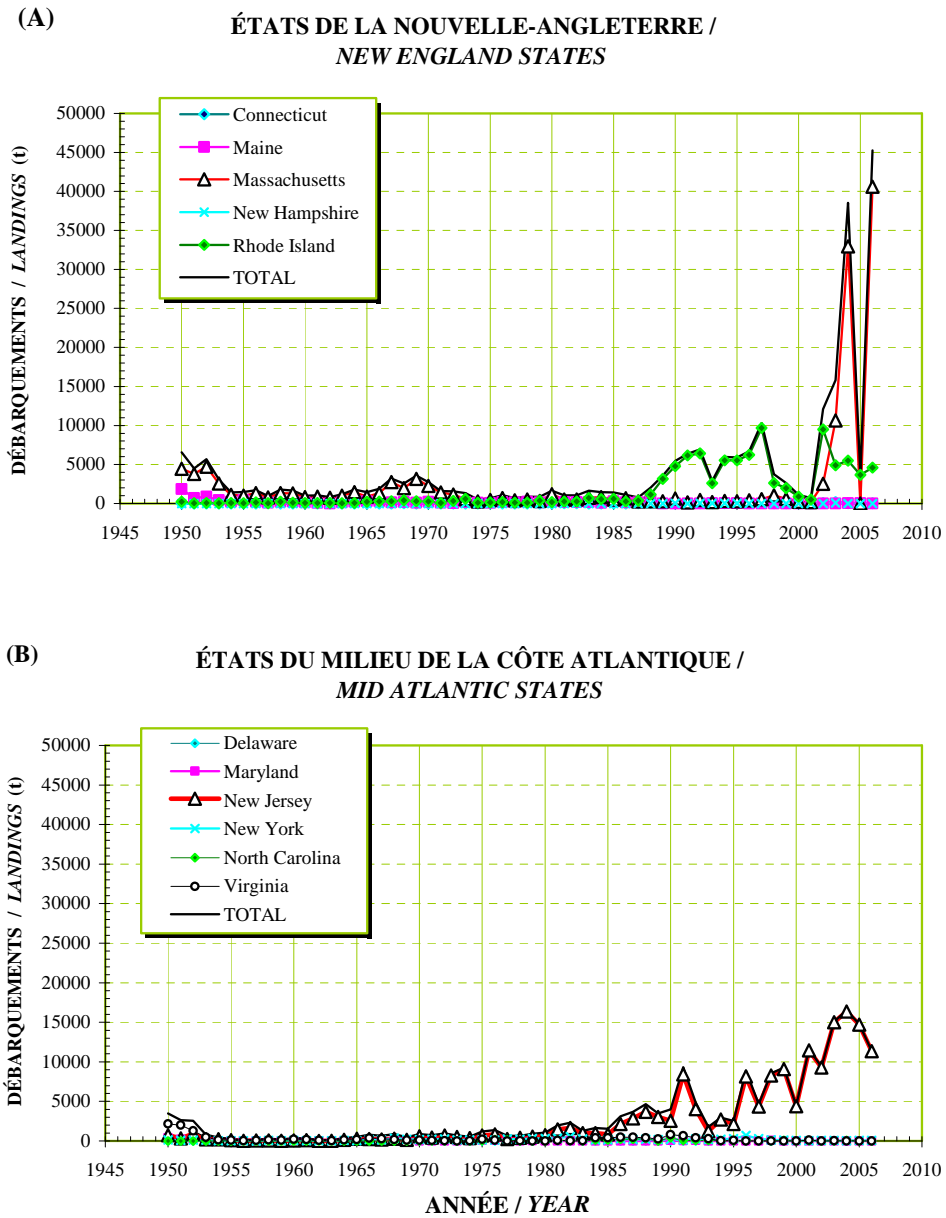 (A)
ÉTATS DE LA NOUVELLE-ANGLETERRE /
NEW ENGLAND STATES
DÉBARQUEMENTS / LANDINGS (t)
50000
45000
40000
35000
30000
25000
20000
15000
10000
5000
0
Connecticut
Maine
Massachusetts
New Hampshire
Rhode Island
TOTAL
1945 1950 1955 1960 1965 1970 1975 1980 1985 1990 1995 2000 2005 2010
(B)
ÉTATS DU MILIEU DE LA CÔTE ATLANTIQUE /
MID ATLANTIC STATES
DÉBARQUEMENTS / LANDINGS (t)
50000
45000
40000
35000
30000
25000
20000
15000
10000
5000
0
Delaware
Maryland
New Jersey
New York
North Carolina
Virginia
TOTAL
1945 1950 1955 1960 1965 1970 1975 1980 1985 1990 1995 2000 2005 2010
ANNÉE / YEAR